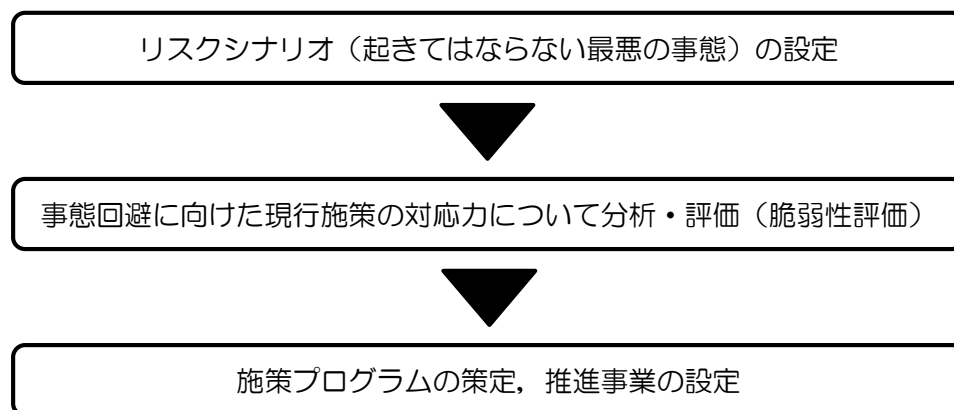 リスクシナリオ（起きてはならない最悪の事態）の設定
事態回避に向けた現行施策の対応力について分析・評価（脆弱性評価）
施策プログラムの策定，推進事業の設定